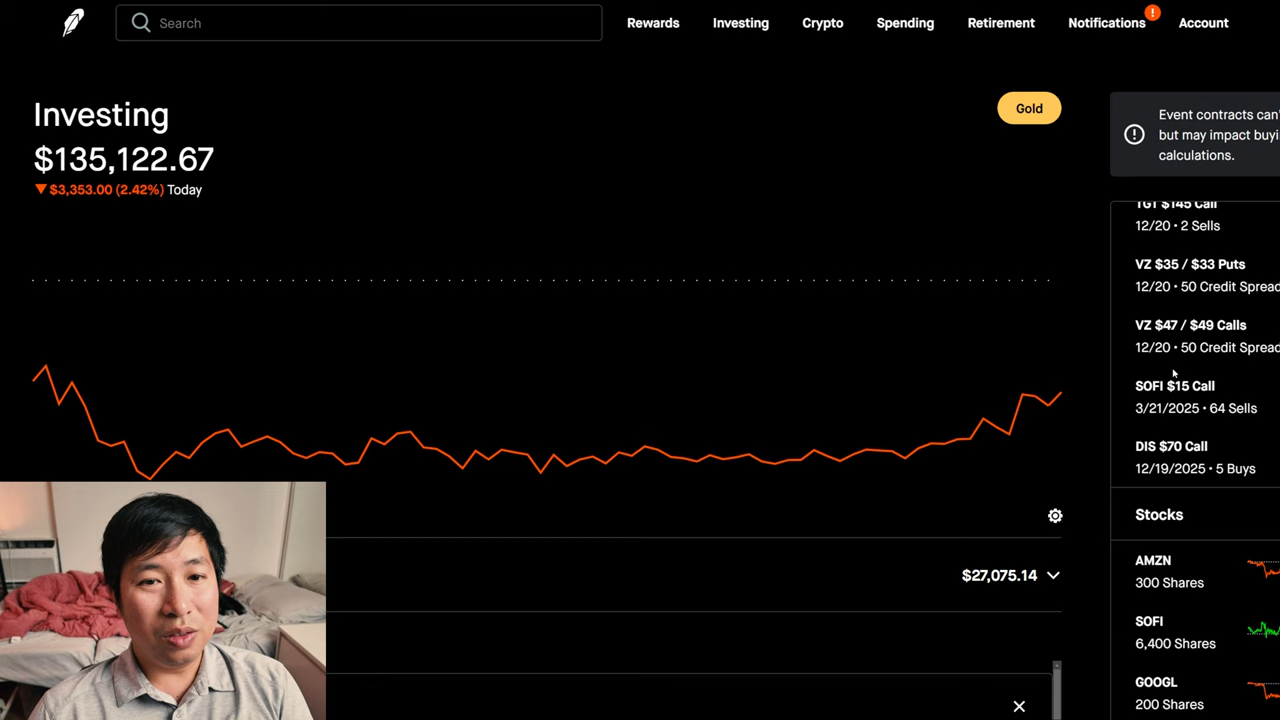 Search
Rewards
Investing
Crypto
Spending
Retirement
Notifications
!
Account
Investing
$135,122.67
▼ $3,353.00 (2.42%) Today
Gold
$27,075.14
Event contracts can'
but may impact buyi
calculations.
TGT $145 Call
12/20 • 2 Sells
VZ $35 / $33 Puts
12/20 • 50 Credit Spread
VZ $47 / $49 Calls
12/20 • 50 Credit Spread
SOFI $15 Call
3/21/2025 • 64 Sells
DIS $70 Call
12/19/2025 • 5 Buys
Stocks
AMZN
300 Shares
SOFI
6,400 Shares
GOOGL
200 Shares